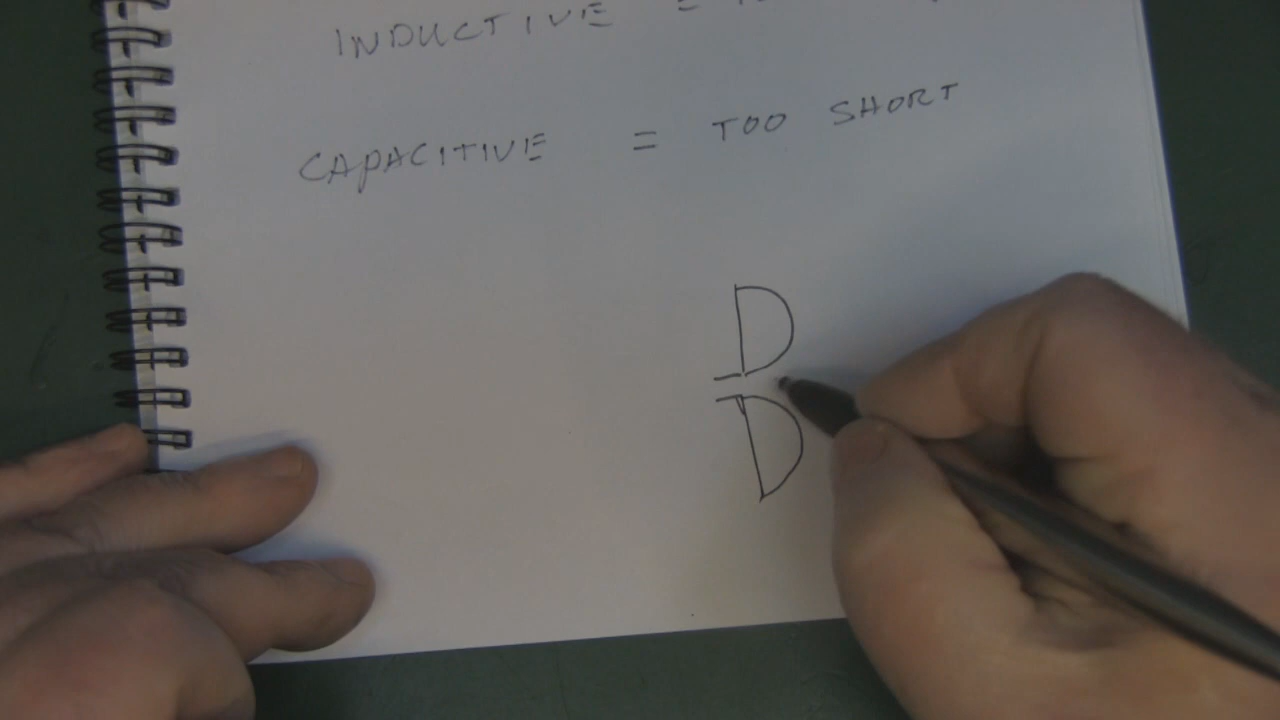 INDUCTIVE =
CAPACITIVE = TOO SHORT